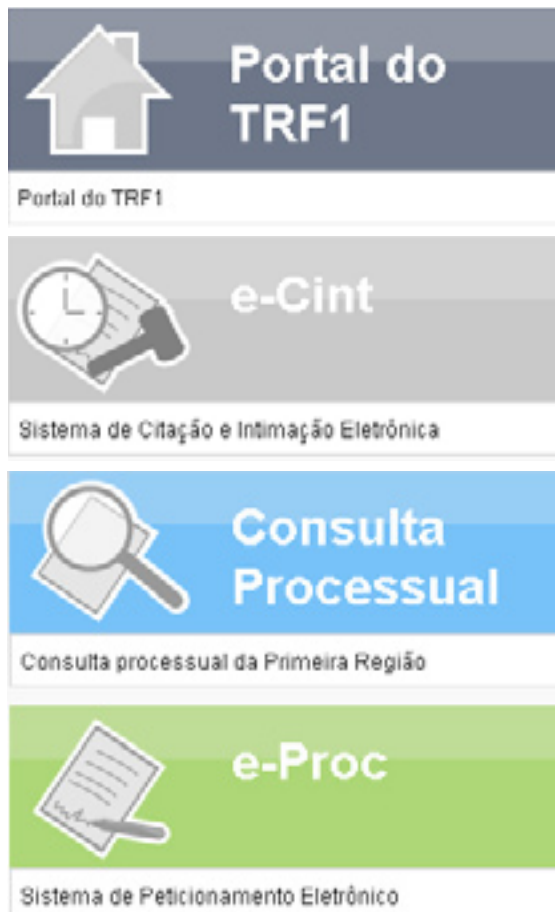 Portal do
TRF1
Portal do TRF1
e-Cint
Sistema de Citação e Intimação Eletrônica
Consulta
Processual
Consulta processual da Primeira Região
e-Proc
Sistema de Peticionamento Eletrônico